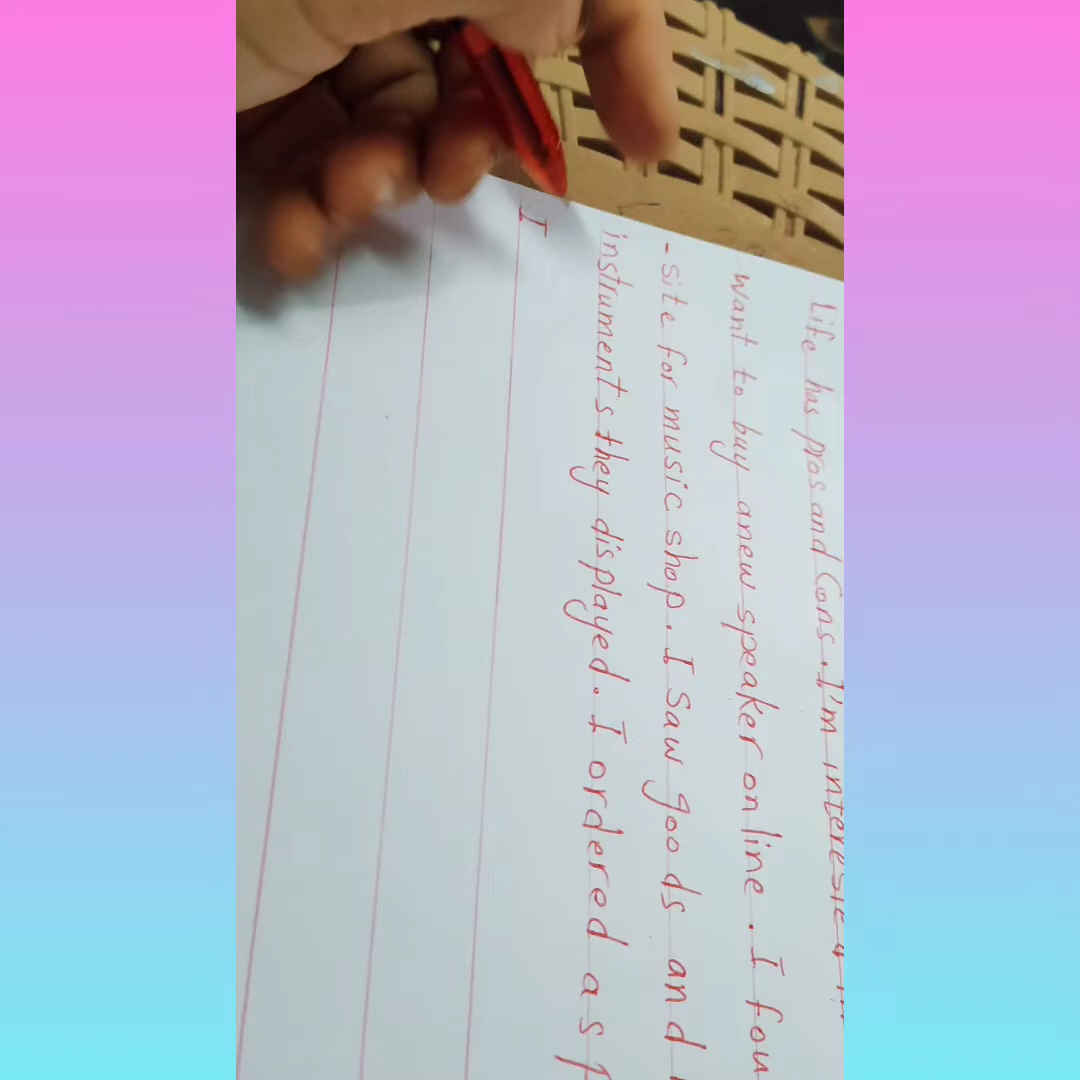 Life has pros and Cons. I'm
want to buy a new speaker online. I
-site for music shop. I saw goods and
instruments they displayed. I ordered a
I